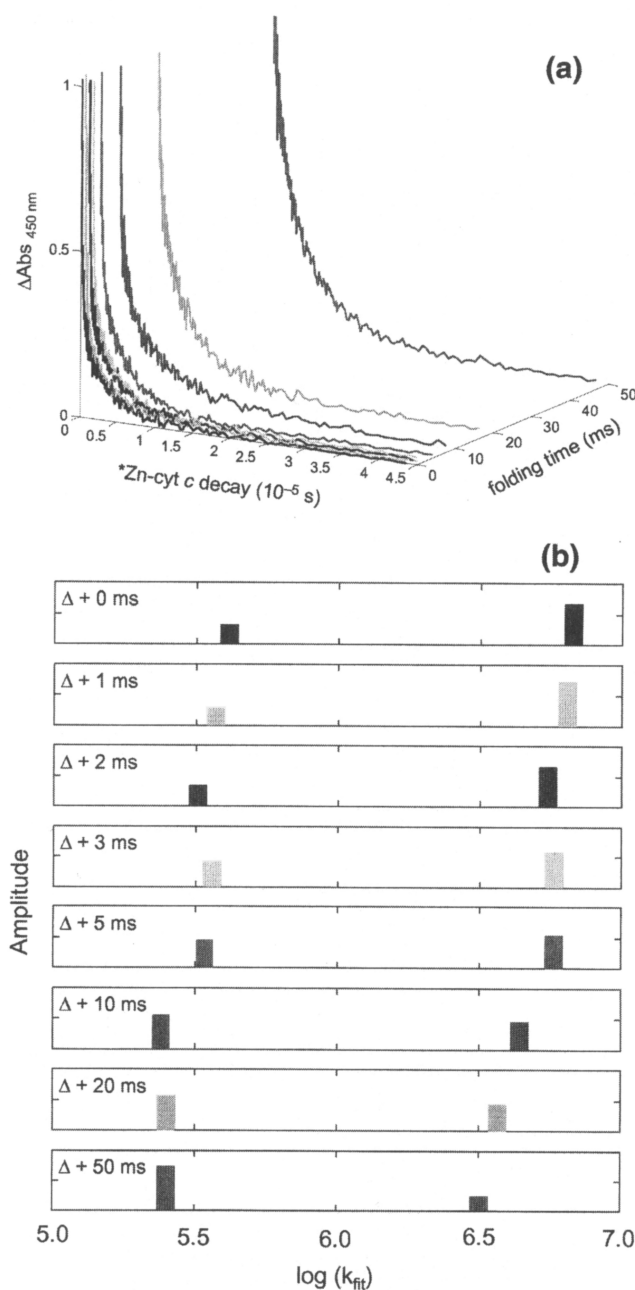 (a)
1
0.5
0
ΔAbs 450 nm
0 0.5 1 1.5 2 2.5 3 3.5 4 4.5
*Zn-cyt c decay (10⁻⁵ s)
0 10 20 30 40 50
folding time (ms)
(b)
Δ + 0 ms
Δ + 1 ms
Δ + 2 ms
Δ + 3 ms
Δ + 5 ms
Δ + 10 ms
Δ + 20 ms
Δ + 50 ms
Amplitude
5.0 5.5 6.0 6.5 7.0
log (kfit)